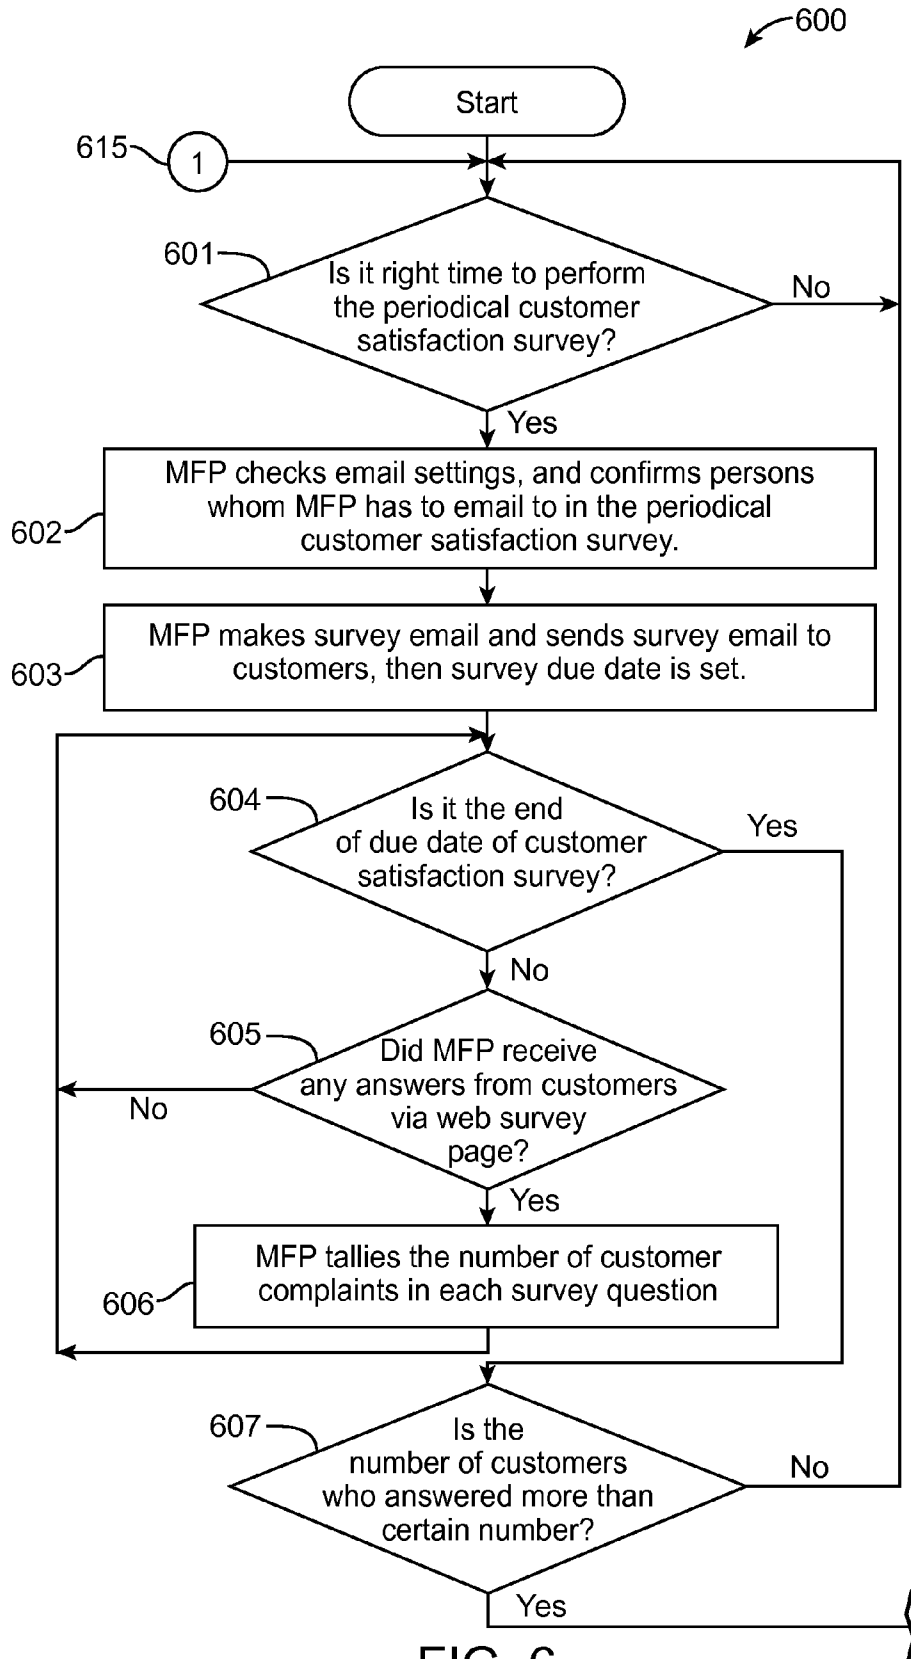 600
Start
615
1
601
Is it right time to perform
the periodical customer
satisfaction survey?
No
Yes
602
MFP checks email settings, and confirms persons
whom MFP has to email to in the periodical
customer satisfaction survey.
603
MFP makes survey email and sends survey email to
customers, then survey due date is set.
604
Is it the end
of due date of customer
satisfaction survey?
Yes
No
605
Did MFP receive
any answers from customers
via web survey
page?
No
Yes
606
MFP tallies the number of customer
complaints in each survey question
607
Is the
number of customers
who answered more than
certain number?
No
Yes
FIG. 6